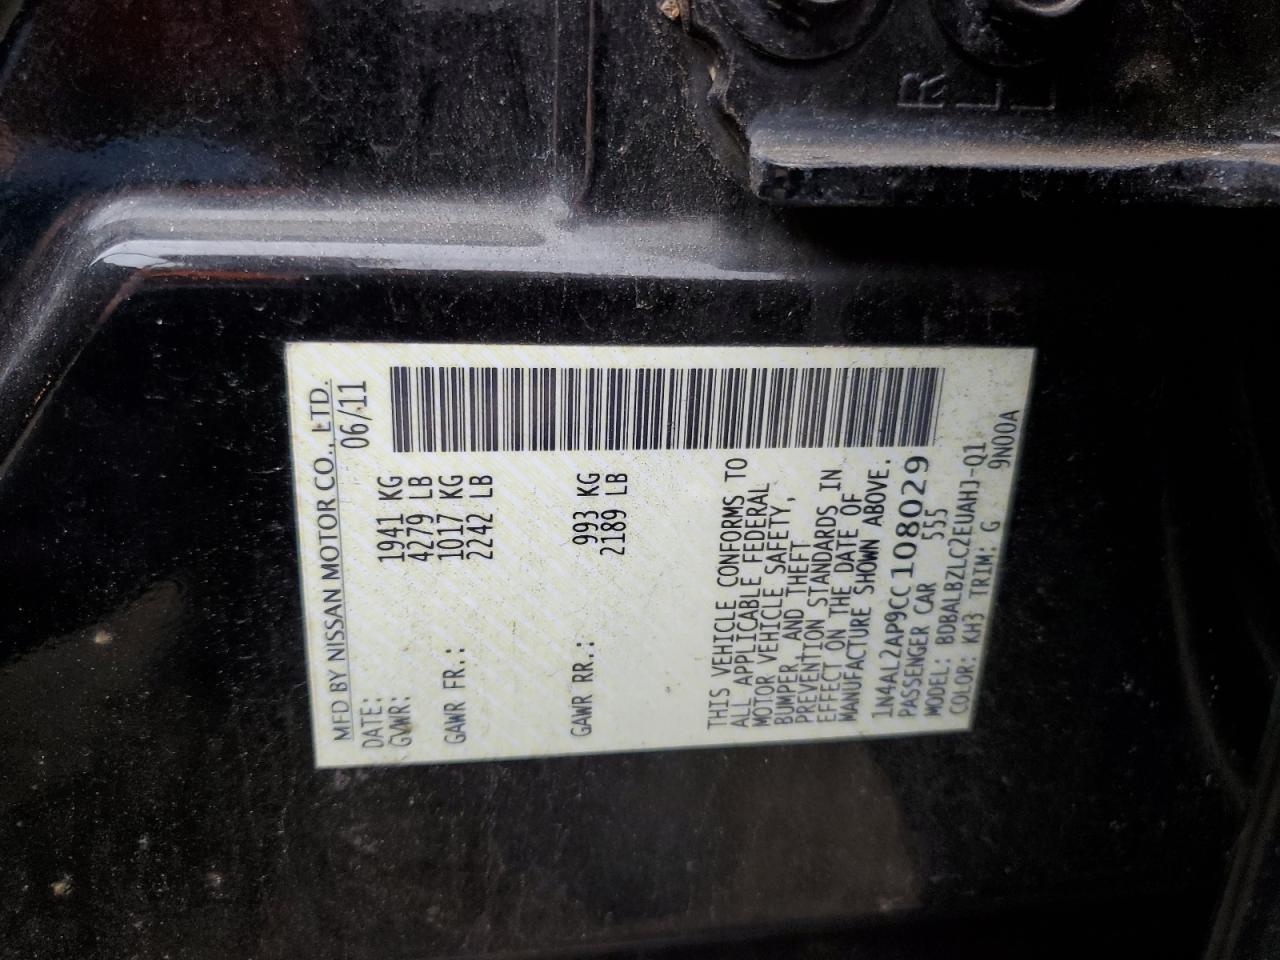 MFD BY NISSAN MOTOR CO., LTD.
DATE: 06/11
GVWR: 1941 KG
4279 LB
GAWR FR.: 1017 KG
2242 LB
GAWR RR.: 993 KG
2189 LB
THIS VEHICLE CONFORMS TO
ALL APPLICABLE FEDERAL
MOTOR VEHICLE SAFETY,
BUMPER, AND THEFT
PREVENTION STANDARDS IN
EFFECT ON THE DATE OF
MANUFACTURE SHOWN ABOVE.
1N4AL2AP9CC108029
PASSENGER CAR 555
MODEL: BDBALBZLC2EUAHJ-Q1
COLOR: KH3 TRIM: G 9N00A